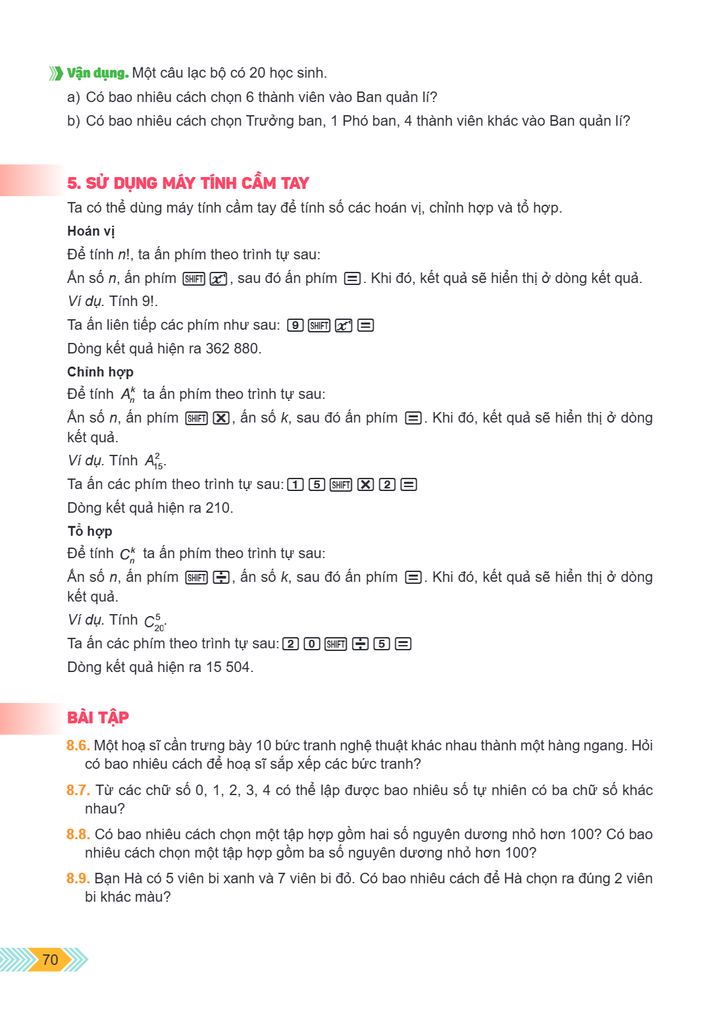 Vận dụng. Một câu lạc bộ có 20 học sinh.
a) Có bao nhiêu cách chọn 6 thành viên vào Ban quản lí?
b) Có bao nhiêu cách chọn Trưởng ban, 1 Phó ban, 4 thành viên khác vào Ban quản lí?
5. SỬ DỤNG MÁY TÍNH CẦM TAY
Ta có thể dùng máy tính cầm tay để tính số các hoán vị, chỉnh hợp và tổ hợp.
Hoán vị
Để tính n!, ta ấn phím theo trình tự sau:
Ấn số n, ấn phím SHIFT x⁻¹, sau đó ấn phím =. Khi đó, kết quả sẽ hiển thị ở dòng kết quả.
Ví dụ. Tính 9!.
Ta ấn liên tiếp các phím như sau: 9 SHIFT x⁻¹ =
Dòng kết quả hiện ra 362 880.
Chỉnh hợp
Để tính Aₙᵏ ta ấn phím theo trình tự sau:
Ấn số n, ấn phím SHIFT ×, ấn số k, sau đó ấn phím =. Khi đó, kết quả sẽ hiển thị ở dòng
kết quả.
Ví dụ. Tính A₁₅².
Ta ấn các phím theo trình tự sau: 1 5 SHIFT × 2 =
Dòng kết quả hiện ra 210.
Tổ hợp
Để tính Cₙᵏ ta ấn phím theo trình tự sau:
Ấn số n, ấn phím SHIFT ÷, ấn số k, sau đó ấn phím =. Khi đó, kết quả sẽ hiển thị ở dòng
kết quả.
Ví dụ. Tính C₂₀⁵.
Ta ấn các phím theo trình tự sau: 2 0 SHIFT ÷ 5 =
Dòng kết quả hiện ra 15 504.
BÀI TẬP
8.6. Một hoạ sĩ cần trưng bày 10 bức tranh nghệ thuật khác nhau thành một hàng ngang. Hỏi
có bao nhiêu cách để hoạ sĩ sắp xếp các bức tranh?
8.7. Từ các chữ số 0, 1, 2, 3, 4 có thể lập được bao nhiêu số tự nhiên có ba chữ số khác
nhau?
8.8. Có bao nhiêu cách chọn một tập hợp gồm hai số nguyên dương nhỏ hơn 100? Có bao
nhiêu cách chọn một tập hợp gồm ba số nguyên dương nhỏ hơn 100?
8.9. Bạn Hà có 5 viên bi xanh và 7 viên bi đỏ. Có bao nhiêu cách để Hà chọn ra đúng 2 viên
bi khác màu?
70